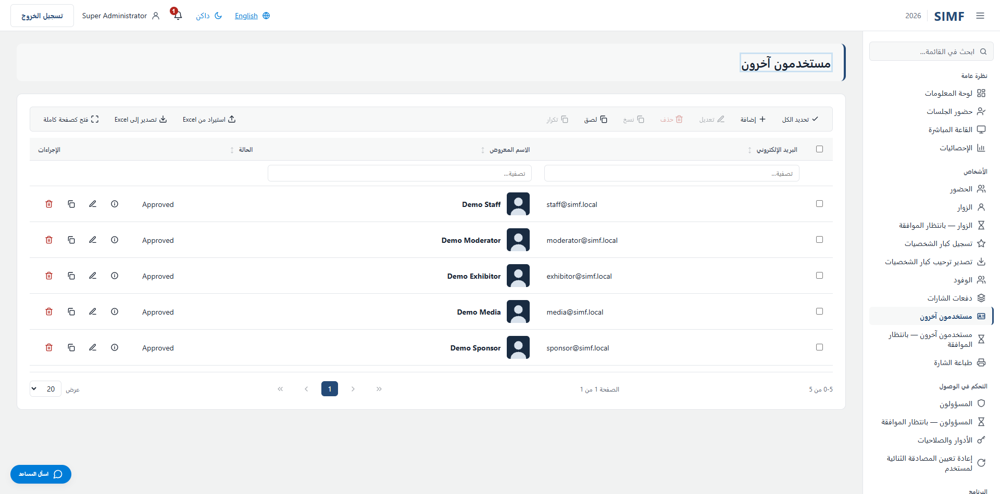 SIMF
2026
English
داكن
1
Super Administrator
تسجيل الخروج
ابحث في القائمة...
نظرة عامة
لوحة المعلومات
حضور الجلسات
القاعة المباشرة
الإحصائيات
الأشخاص
الحضور
الزوار
الزوار — بانتظار الموافقة
تسجيل كبار الشخصيات
تصدير ترحيب كبار الشخصيات
الوفود
دفعات الشارات
مستخدمون آخرون
مستخدمون آخرون — بانتظار
الموافقة
طباعة الشارة
التحكم في الوصول
المسؤولون
المسؤولون — بانتظار الموافقة
الأدوار والصلاحيات
إعادة تعيين المصادقة الثنائية
لمستخدم
البرنامج
مستخدمون آخرون
تحديد الكل
إضافة
تعديل
حذف
نسخ
لصق
تكرار
استيراد من Excel
تصدير إلى Excel
فتح كصفحة كاملة
البريد الإلكتروني
الاسم المعروض
الحالة
الإجراءات
تصفية...
تصفية...
staff@simf.local
Demo Staff
Approved
moderator@simf.local
Demo Moderator
Approved
exhibitor@simf.local
Demo Exhibitor
Approved
media@simf.local
Demo Media
Approved
sponsor@simf.local
Demo Sponsor
Approved
0-5 من 5
الصفحة 1 من 1
1
عرض
20
اسأل المساعد